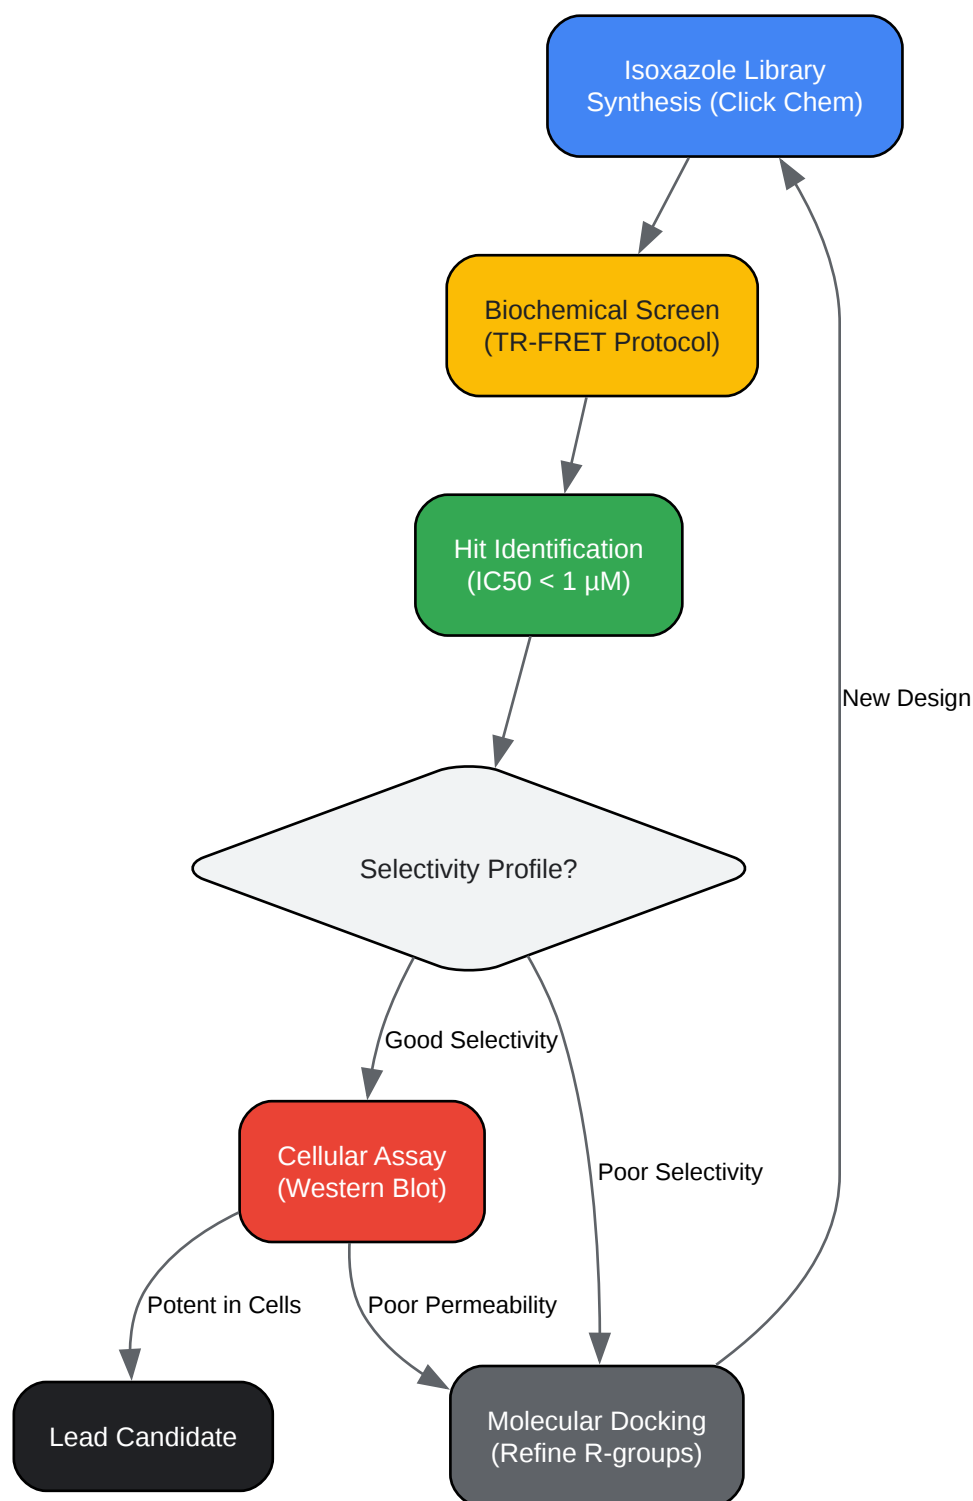 Isoxazole Library
Synthesis (Click Chem)
Biochemical Screen
(TR-FRET Protocol)
Hit Identification
(IC50 < 1 µM)
New Design
Selectivity Profile?
Good Selectivity
Cellular Assay
(Western Blot)
Poor Selectivity
Potent in Cells
Poor Permeability
Lead Candidate
Molecular Docking
(Refine R-groups)